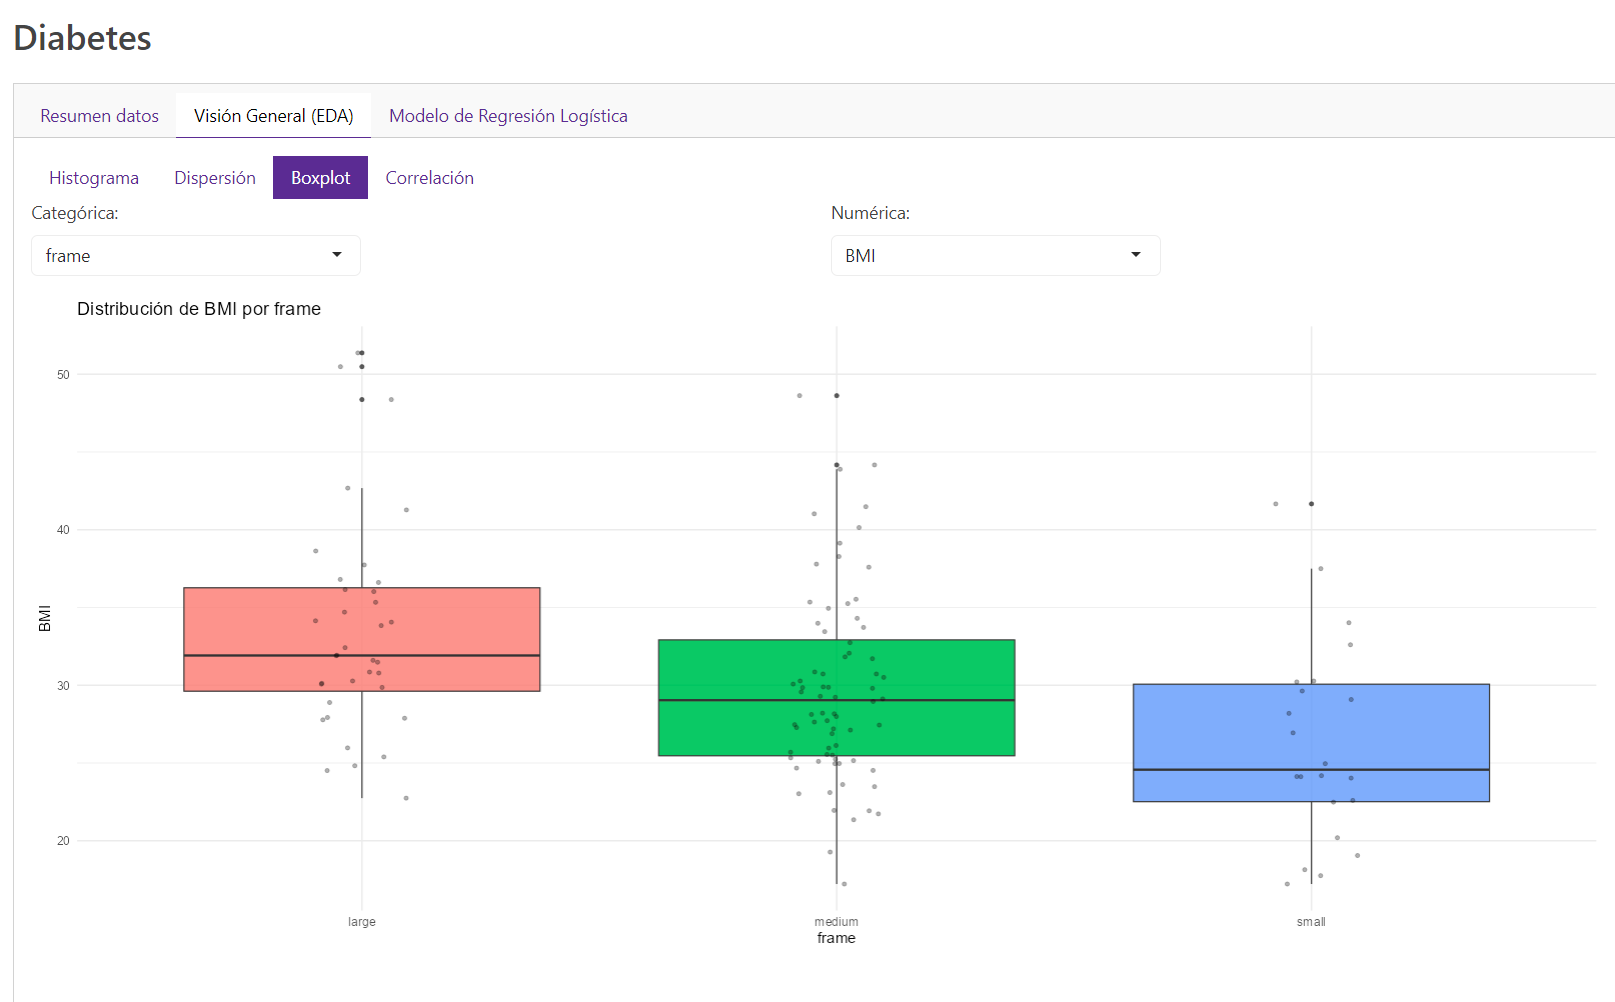 Diabetes
Resumen datos Visión General (EDA) Modelo de Regresión Logística
Histograma Dispersión Boxplot Correlación
Categórica: Numérica:
frame BMI
Distribución de BMI por frame
50
40
30
20
BMI
large medium small
frame